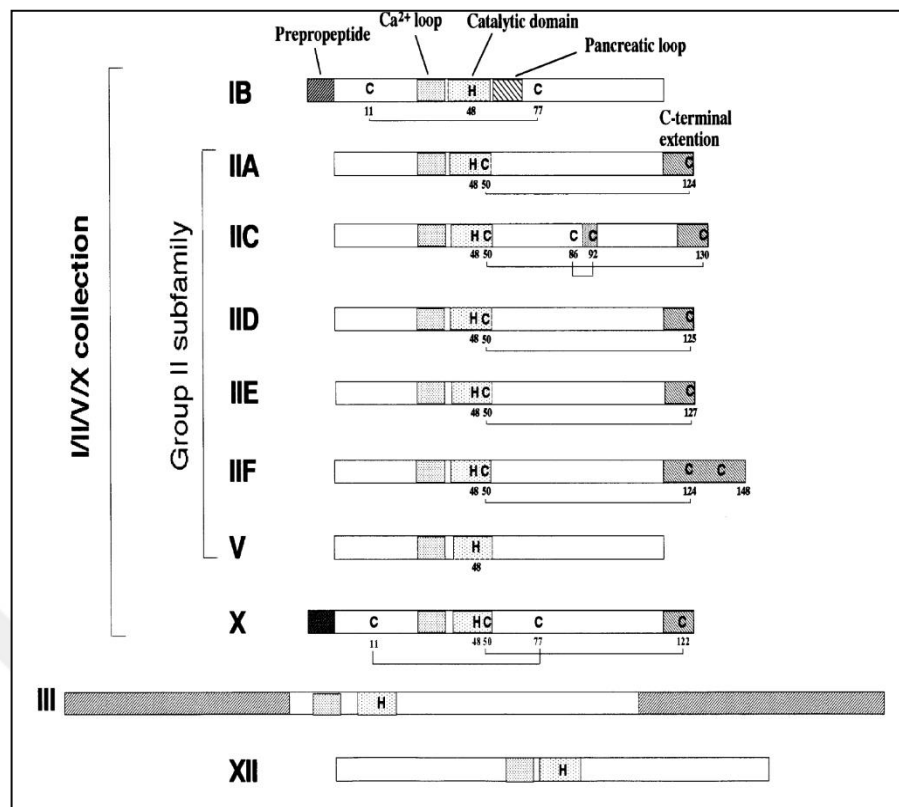 Prepropeptide
Ca2+ loop
Catalytic domain
Pancreatic loop
I/II/V/X collection
Group II subfamily
IB
C H C
11 48 77
C-terminal
extention
IIA
H C C
48 50 124
IIC
H C C C C
48 50 86 92 130
IID
H C C
48 50 125
IIE
H C C
48 50 127
IIF
H C C C
48 50 124 148
V
H
48
X
C H C C C
11 48 50 77 122
III
H
XII
H